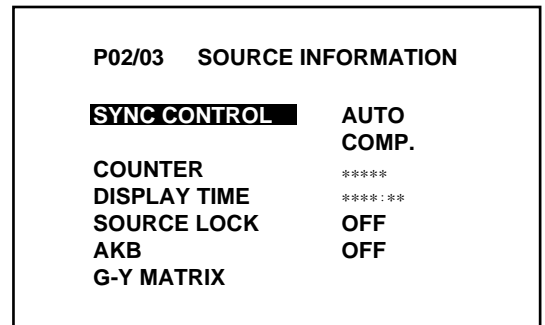 P02/03 SOURCE INFORMATION
SYNC CONTROL AUTO
COMP.
COUNTER *****
DISPLAY TIME ****:**
SOURCE LOCK OFF
AKB OFF
G-Y MATRIX